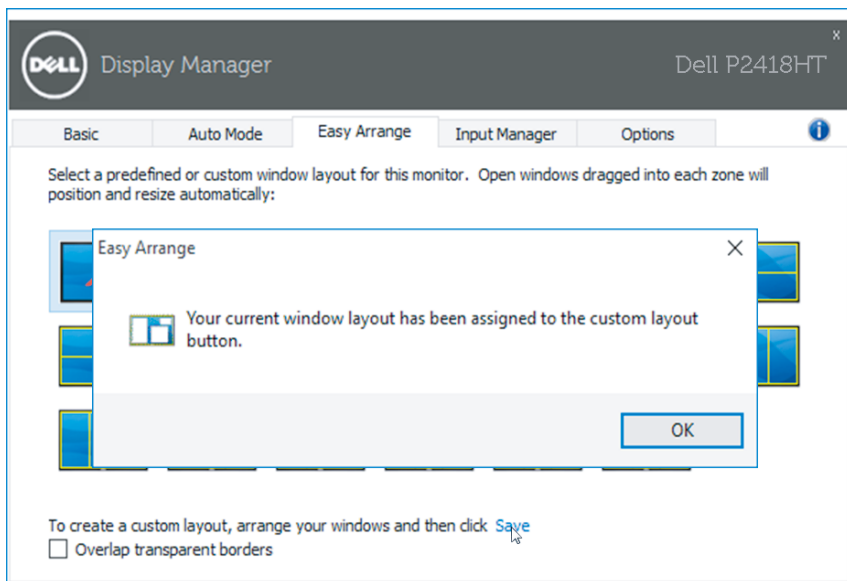 x
DELL Display Manager Dell P2418HT
Basic Auto Mode Easy Arrange Input Manager Options i
Select a predefined or custom window layout for this monitor. Open windows dragged into each zone will
position and resize automatically:
Easy Arrange
Your current window layout has been assigned to the custom layout
button.
OK
To create a custom layout, arrange your windows and then click Save
Overlap transparent borders